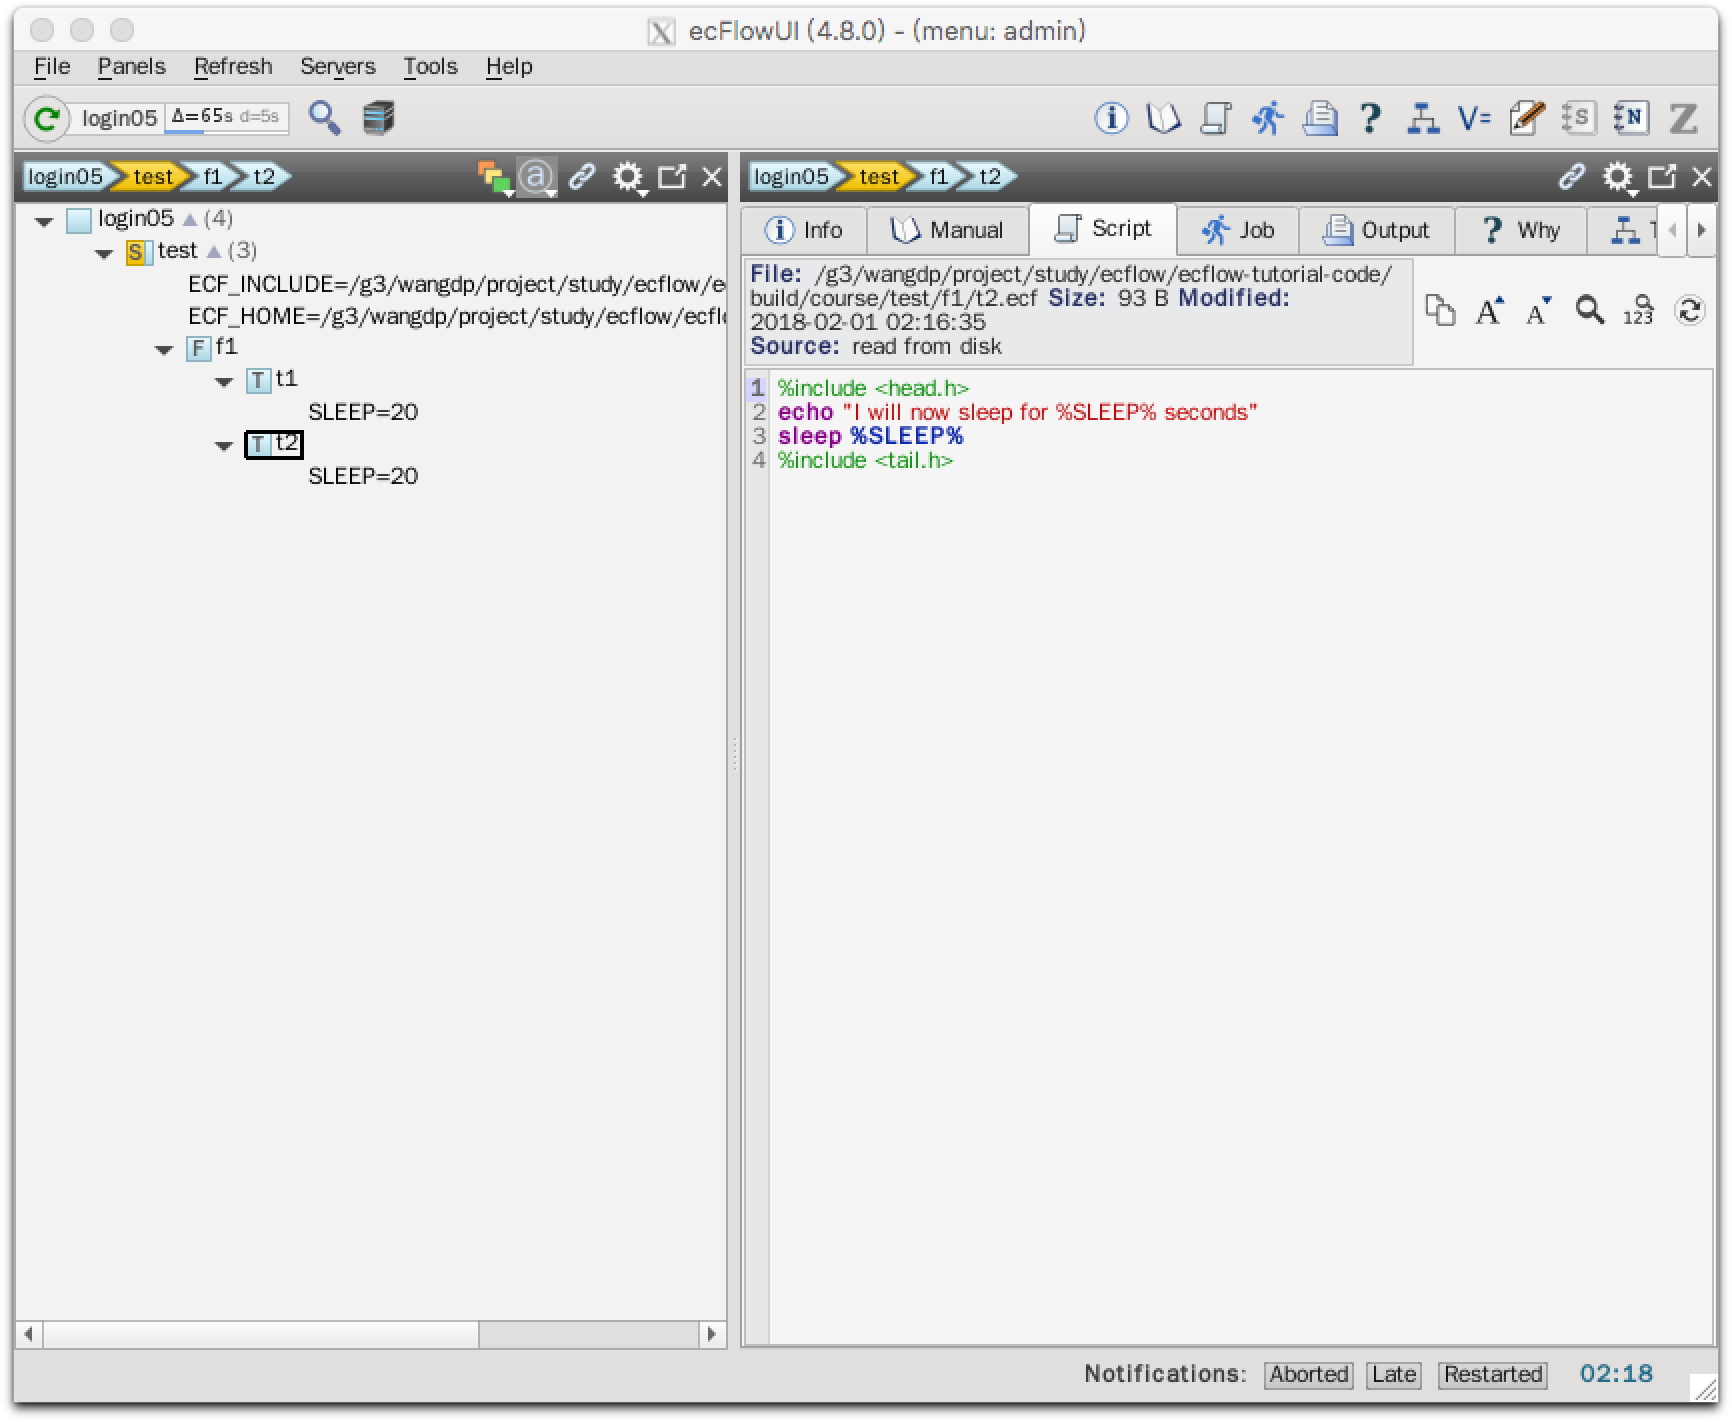 ecFlowUI (4.8.0) - (menu: admin)
File Panels Refresh Servers Tools Help
login05 Δ=65s d=5s
V=
S
N
Z
login05 test f1 t2
login05 test f1 t2
login05 (4)
S test (3)
ECF_INCLUDE=/g3/wangdp/project/study/ecflow/e
ECF_HOME=/g3/wangdp/project/study/ecflow/ecfl
F f1
T t1
SLEEP=20
T t2
SLEEP=20
Info Manual Script Job Output Why
File: /g3/wangdp/project/study/ecflow/ecflow-tutorial-code/
build/course/test/f1/t2.ecf Size: 93 B Modified:
2018-02-01 02:16:35
Source: read from disk
A A 123
1 %include <head.h>
2 echo "I will now sleep for %SLEEP% seconds"
3 sleep %SLEEP%
4 %include <tail.h>
Notifications: Aborted Late Restarted 02:18